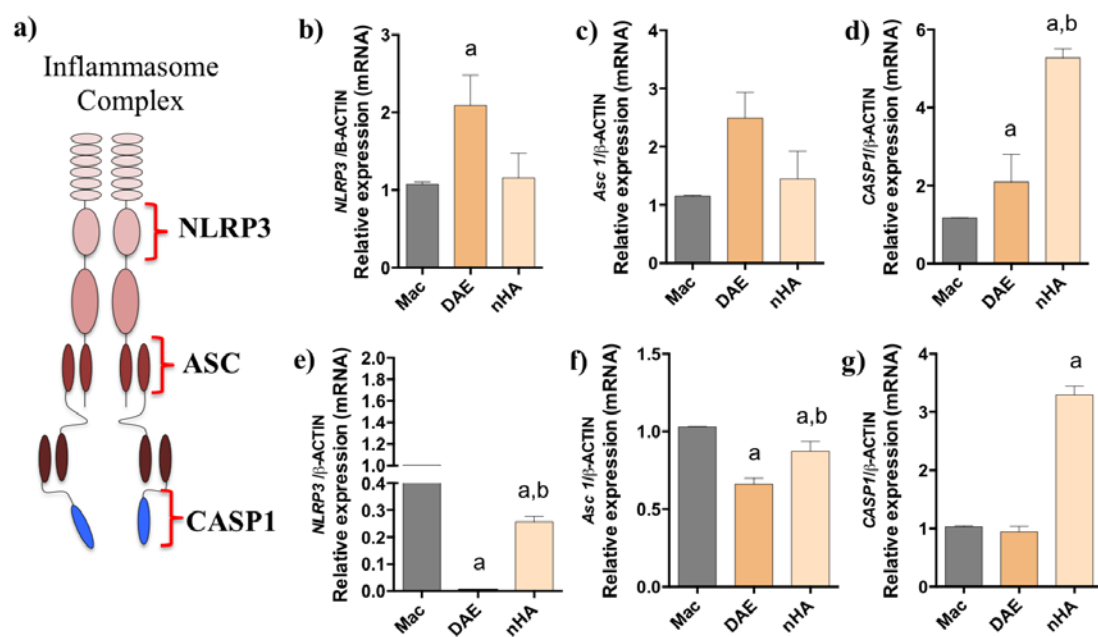 a)
Inflammasome
Complex
NLRP3
ASC
CASP1
b)
NLRP3 /B-ACTIN
Relative expression (mRNA)
3
2
1
0
a
Mac
DAE
nHA
c)
Asc 1/β-ACTIN
Relative expression (mRNA)
4
3
2
1
0
Mac
DAE
nHA
d)
CASP1/β-ACTIN
Relative expression (mRNA)
6
4
2
0
a
a,b
Mac
DAE
nHA
e)
NLRP3 /β-ACTIN
Relative expression (mRNA)
2.0
1.8
1.6
1.4
1.2
1.0
0.4
0.3
0.2
0.1
0.0
a
a,b
Mac
DAE
nHA
f)
Asc 1/β-ACTIN
Relative expression (mRNA)
1.5
1.0
0.5
0.0
a
a,b
Mac
DAE
nHA
g)
CASP1/β-ACTIN
Relative expression (mRNA)
4
3
2
1
0
a
Mac
DAE
nHA